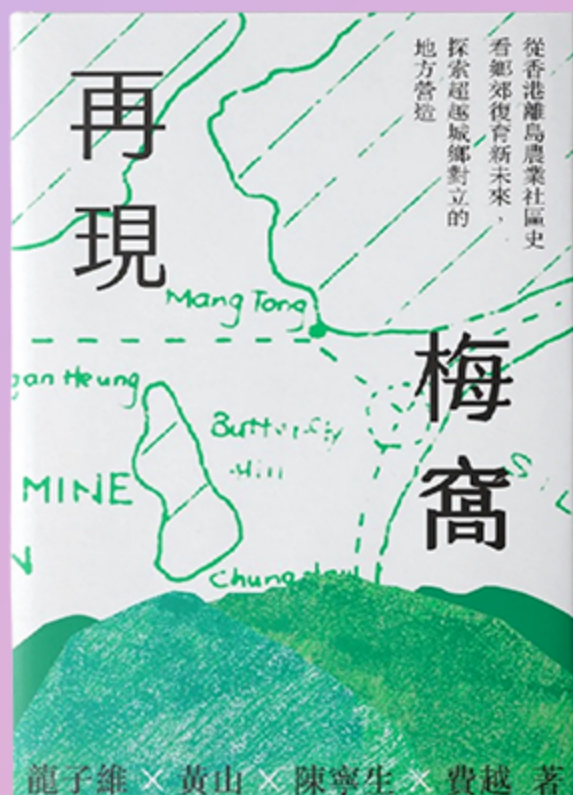 再現
梅窩
從香港離島農業社區史
看鄉郊復育新未來，
探索超越城鄉對立的
地方營造
Mang Tong
gan Heung
Butterfly
Hill
MINE
龍子維 × 黃山 × 陳寧生 × 費越 著